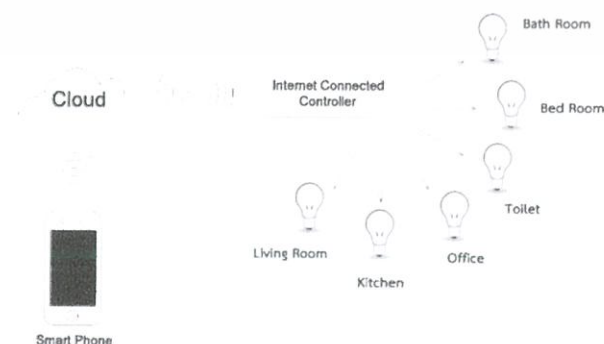 Bath Room
Cloud
Internet Connected
Controller
Bed Room
Toilet
Living Room
Office
Kitchen
Smart Phone